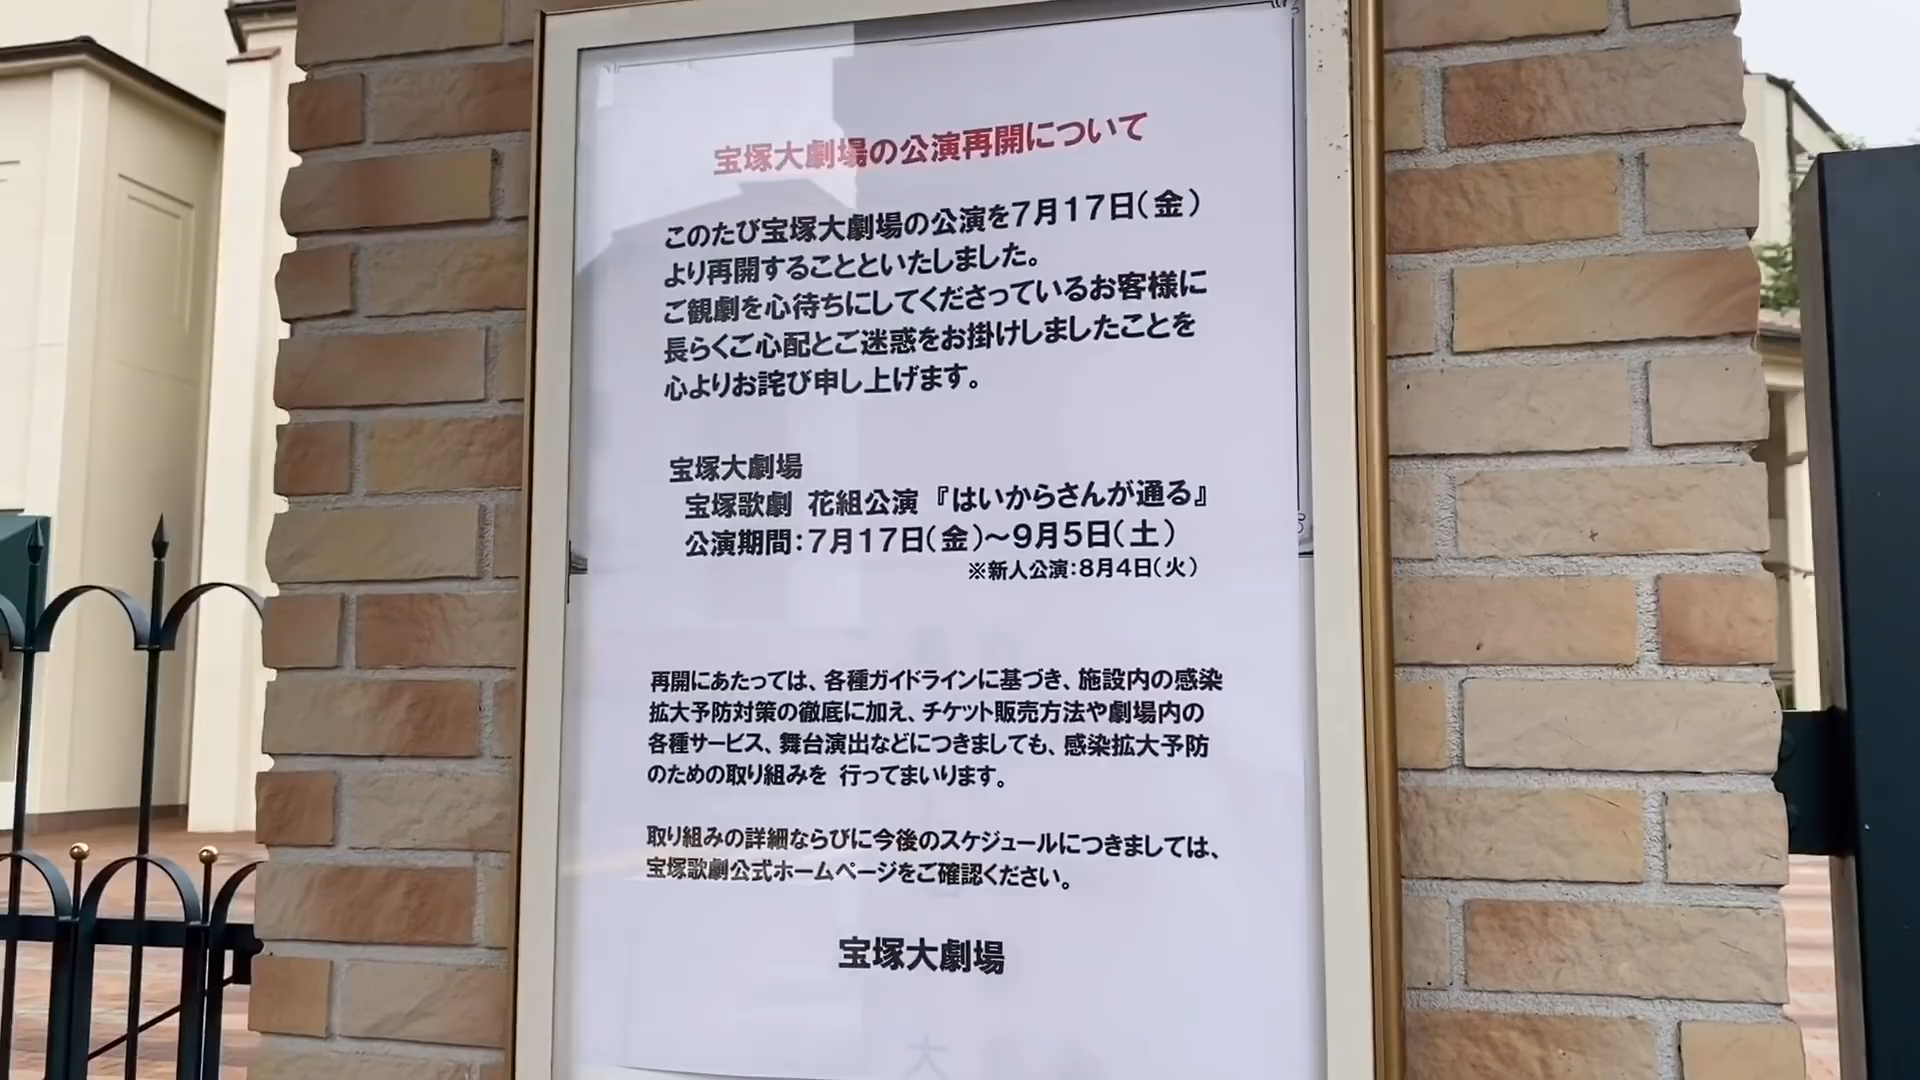 宝塚大劇場の公演再開について
このたび宝塚大劇場の公演を7月17日(金)
より再開することといたしました。
ご観劇を心待ちにしてくださっているお客様に
長らくご心配とご迷惑をお掛けしましたことを
心よりお詫び申し上げます。
宝塚大劇場
宝塚歌劇 花組公演『はいからさんが通る』
公演期間:7月17日(金)~9月5日(土)
※新人公演:8月4日(火)
再開にあたっては、各種ガイドラインに基づき、施設内の感染
拡大予防対策の徹底に加え、チケット販売方法や劇場内の
各種サービス、舞台演出などにつきましても、感染拡大予防
のための取り組みを 行ってまいります。
取り組みの詳細ならびに今後のスケジュールにつきましては、
宝塚歌劇公式ホームページをご確認ください。
宝塚大劇場
大